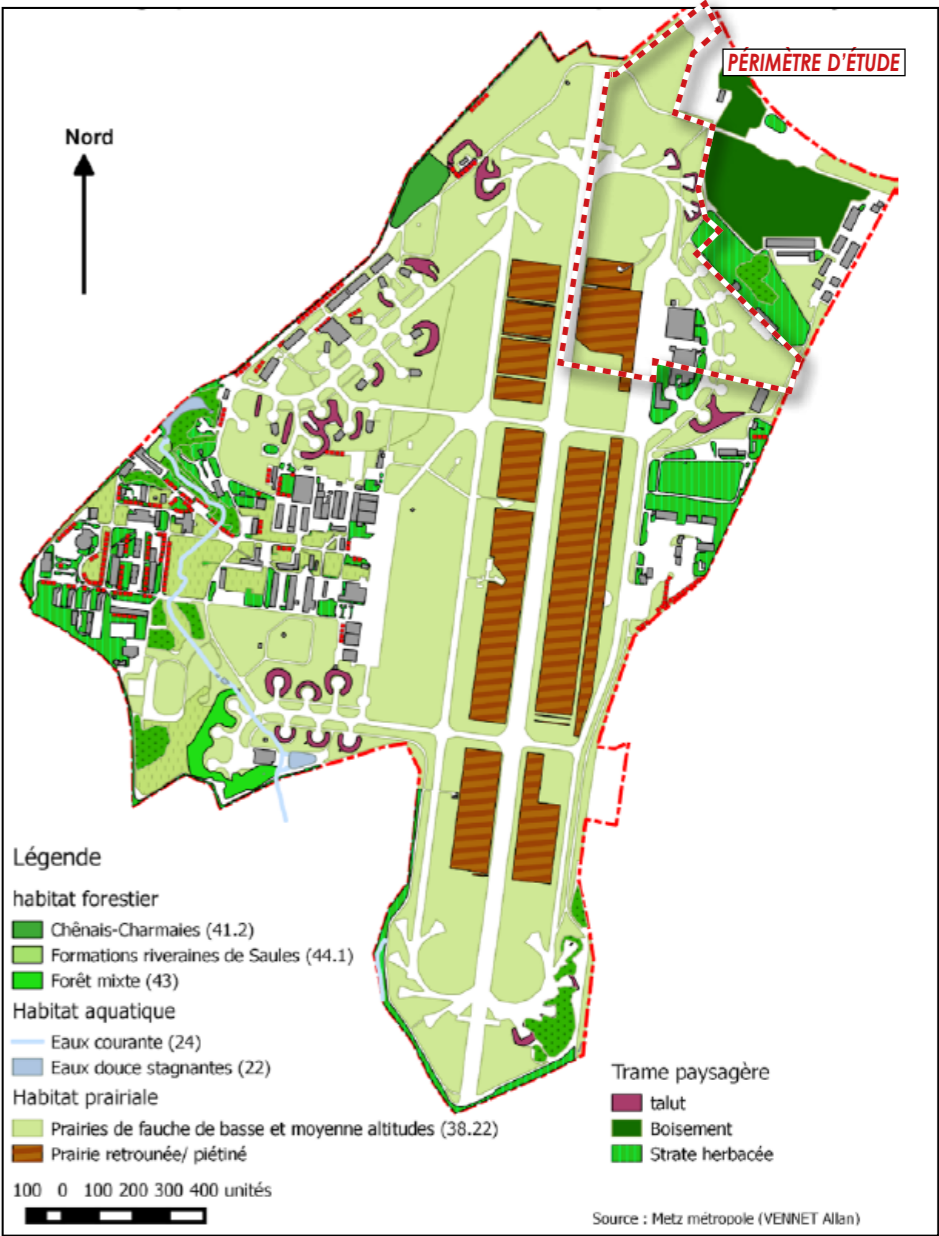 PÉRIMÈTRE D'ÉTUDE
Nord
Légende
habitat forestier
Chênais-Charmaies (41.2)
Formations riveraines de Saules (44.1)
Forêt mixte (43)
Habitat aquatique
Eaux courante (24)
Eaux douce stagnantes (22)
Habitat prairiale
Prairies de fauche de basse et moyenne altitudes (38.22)
Prairie retrounée/ piétiné
100 0 100 200 300 400 unités
Trame paysagère
talut
Boisement
Strate herbacée
Source : Metz métropole (VENNET Allan)